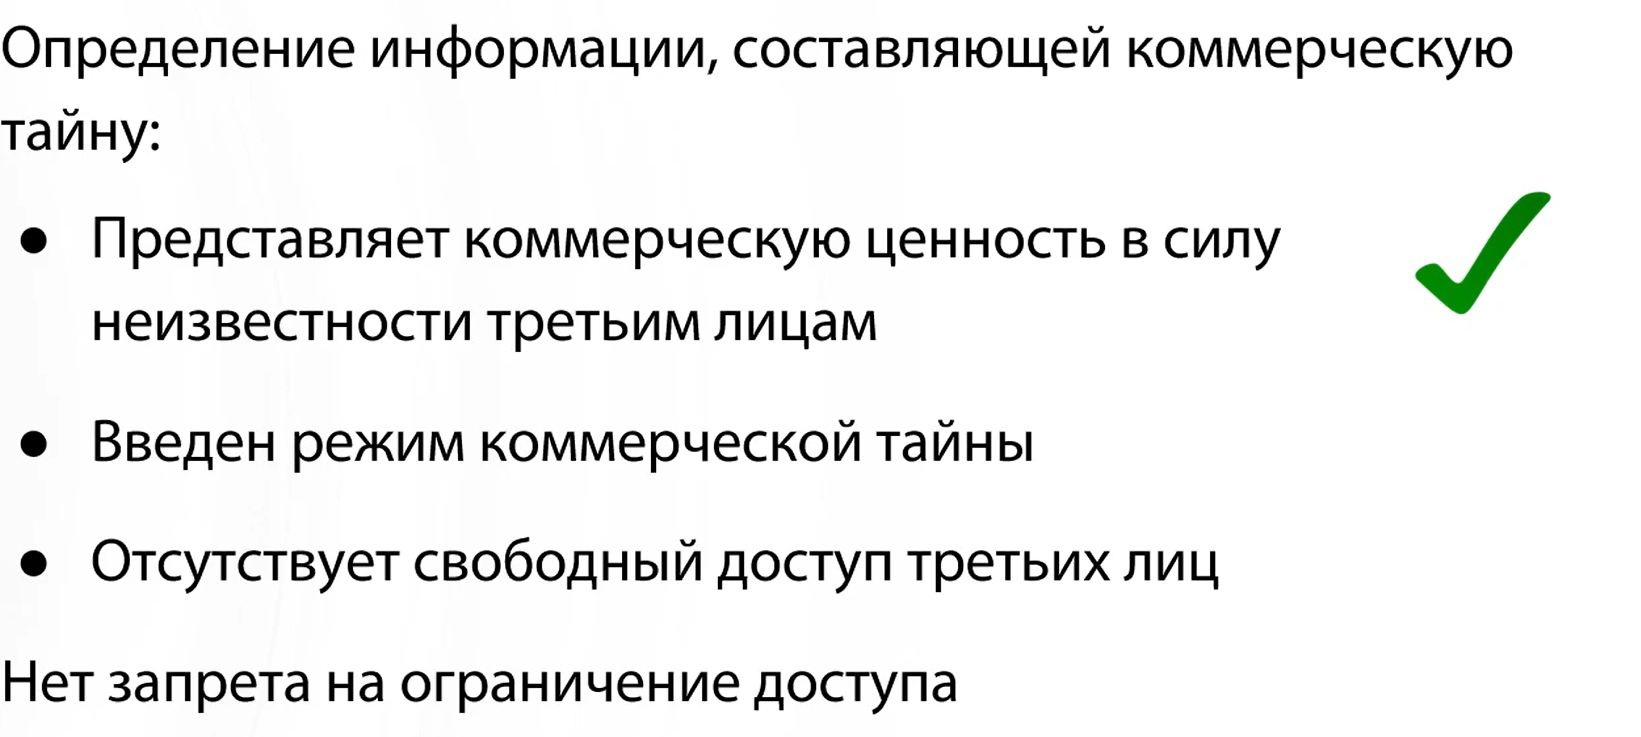 Определение информации, составляющей коммерческую
тайну:
● Представляет коммерческую ценность в силу
неизвестности третьим лицам
● Введен режим коммерческой тайны
● Отсутствует свободный доступ третьих лиц
Нет запрета на ограничение доступа